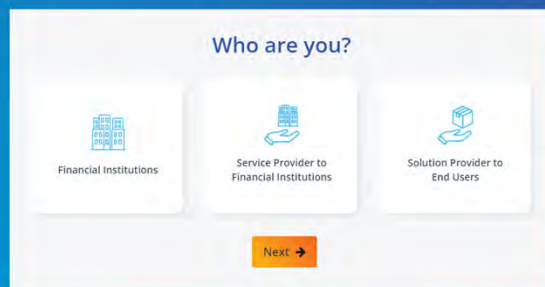 Who are you?
Financial Institutions
Service Provider to
Financial Institutions
Solution Provider to
End Users
Next